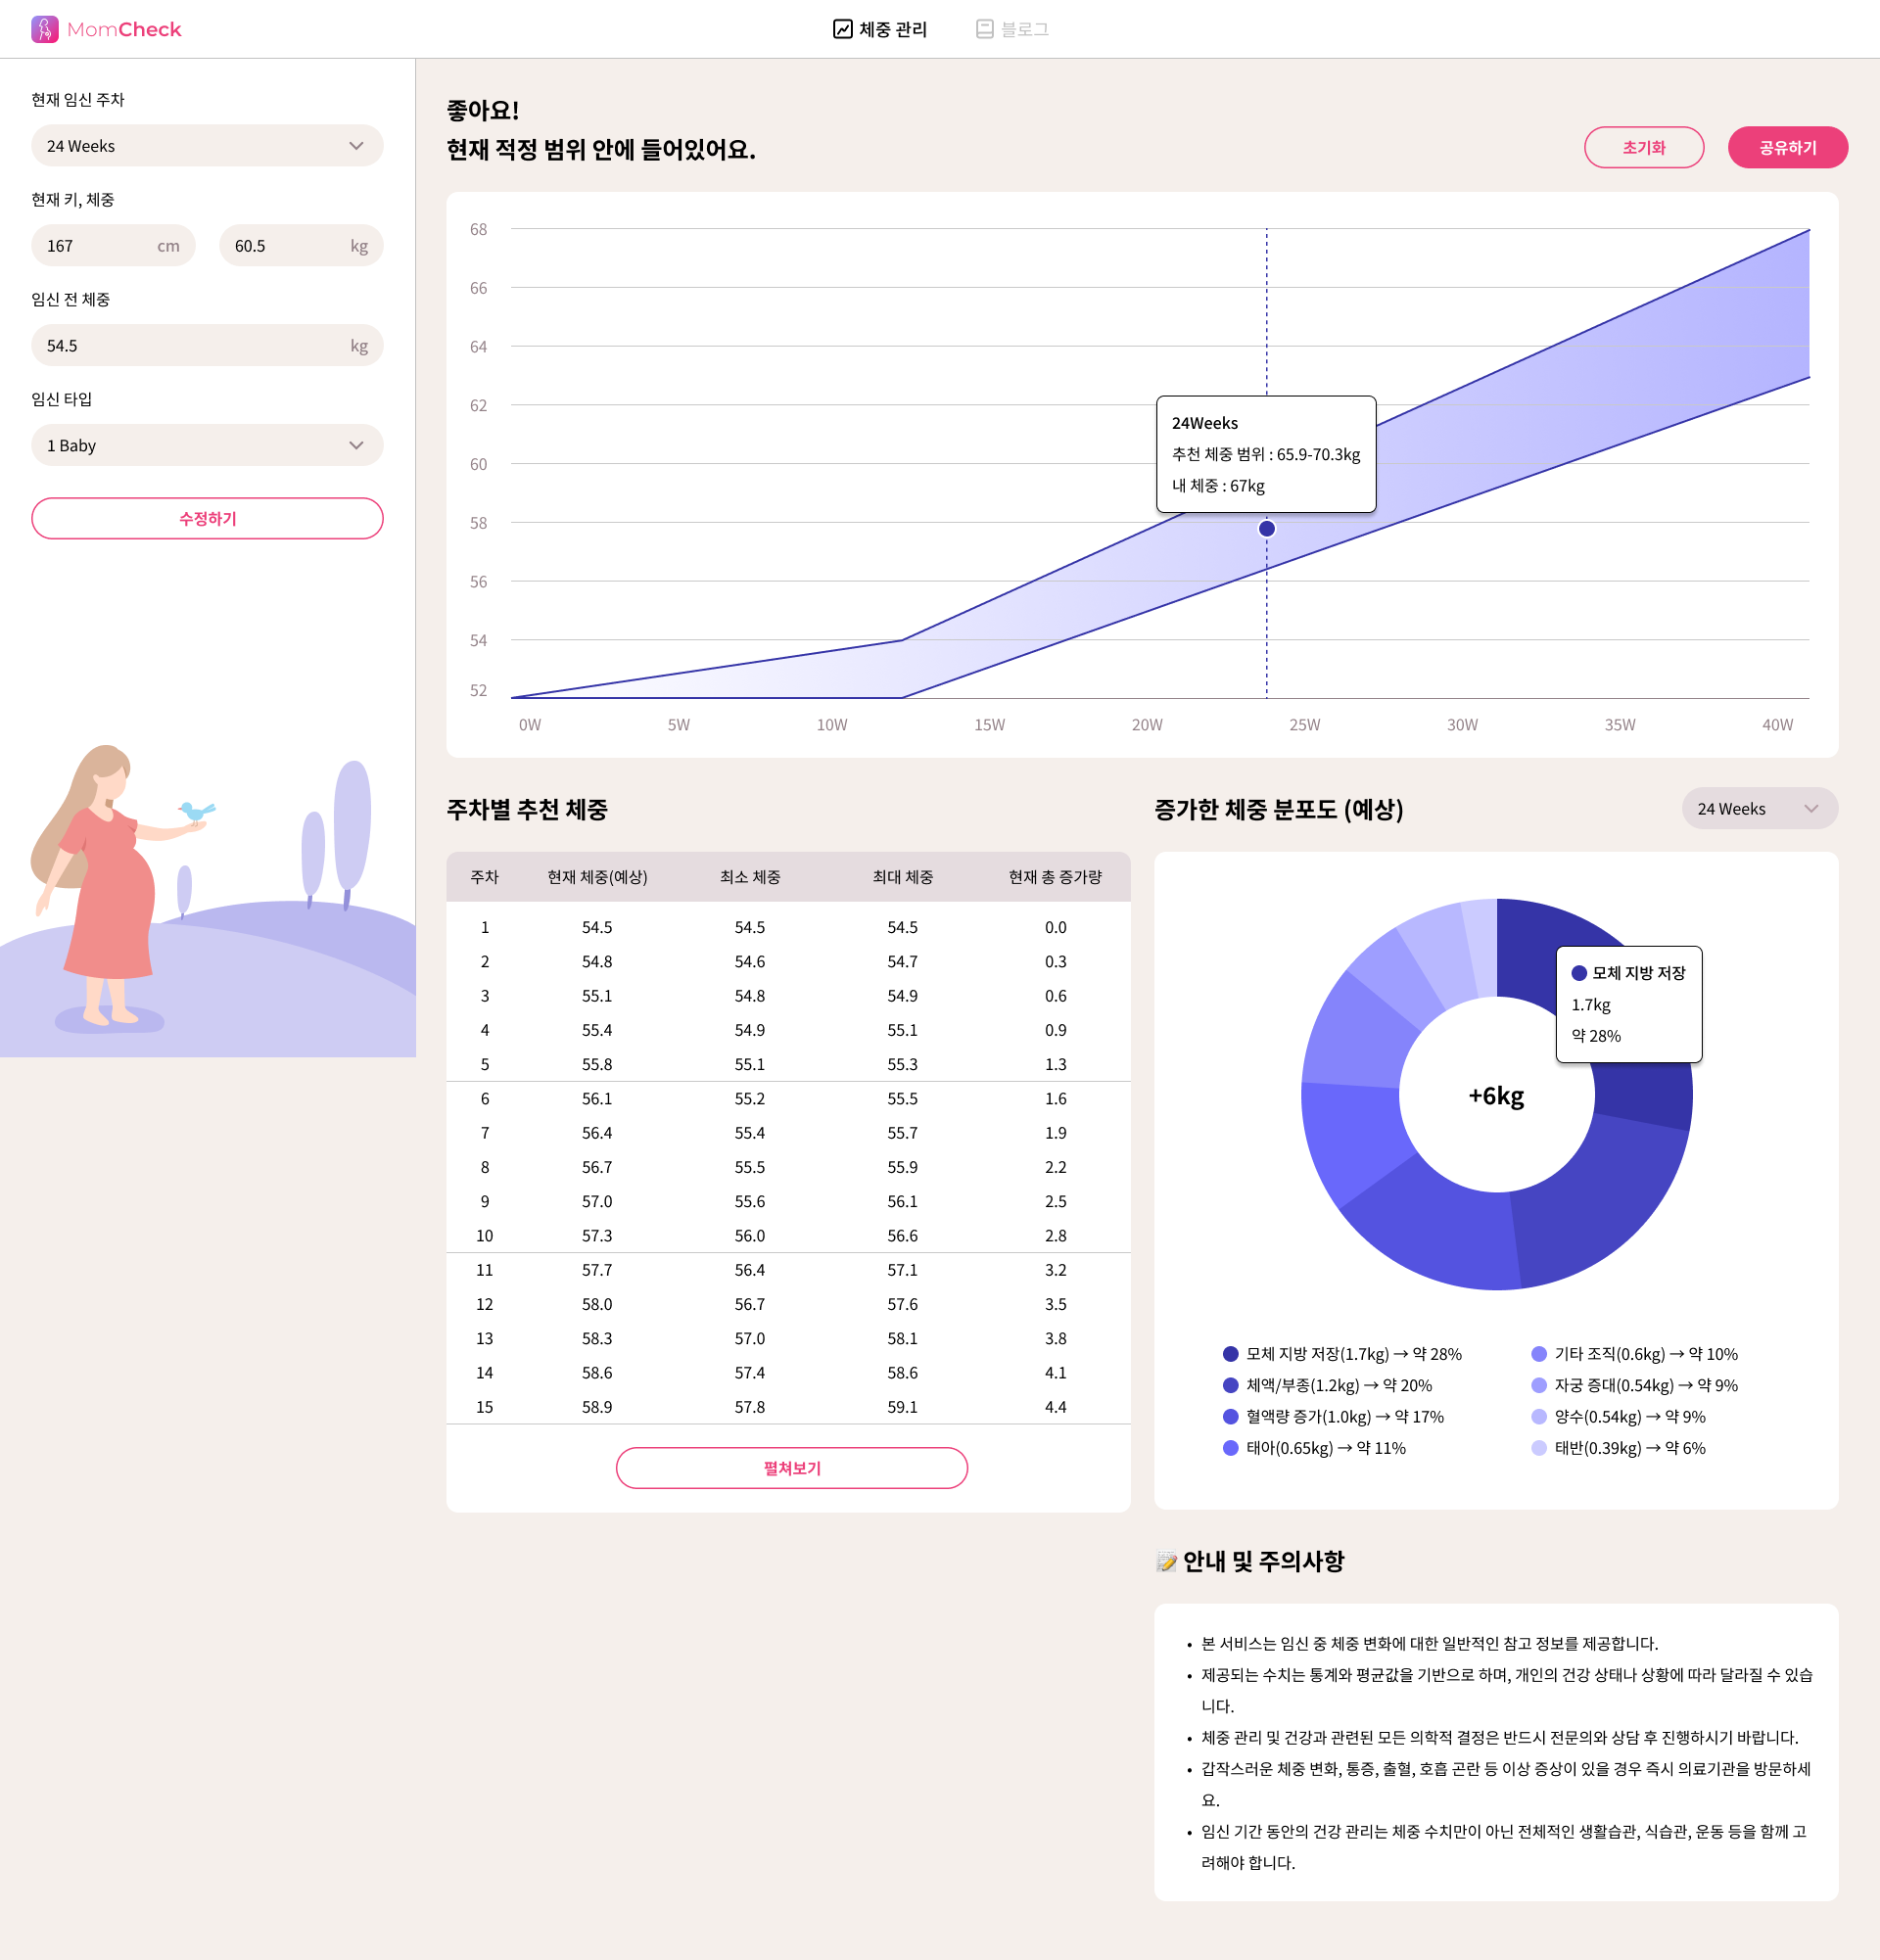 MomCheck
체중 관리
블로그
현재 임신 주차
24 Weeks
현재 키, 체중
167 cm 60.5 kg
임신 전 체중
54.5 kg
임신 타입
1 Baby
수정하기
좋아요!
현재 적정 범위 안에 들어있어요.
초기화
공유하기
68
66
64
62
60
58
56
54
52
24Weeks
추천 체중 범위 : 65.9-70.3kg
내 체중 : 67kg
0W 5W 10W 15W 20W 25W 30W 35W 40W
주차별 추천 체중
주차 현재 체중(예상) 최소 체중 최대 체중 현재 총 증가량
1 54.5 54.5 54.5 0.0
2 54.8 54.6 54.7 0.3
3 55.1 54.8 54.9 0.6
4 55.4 54.9 55.1 0.9
5 55.8 55.1 55.3 1.3
6 56.1 55.2 55.5 1.6
7 56.4 55.4 55.7 1.9
8 56.7 55.5 55.9 2.2
9 57.0 55.6 56.1 2.5
10 57.3 56.0 56.6 2.8
11 57.7 56.4 57.1 3.2
12 58.0 56.7 57.6 3.5
13 58.3 57.0 58.1 3.8
14 58.6 57.4 58.6 4.1
15 58.9 57.8 59.1 4.4
펼쳐보기
증가한 체중 분포도 (예상)
24 Weeks
모체 지방 저장
1.7kg
약 28%
+6kg
모체 지방 저장(1.7kg) → 약 28%
체액/부종(1.2kg) → 약 20%
혈액량 증가(1.0kg) → 약 17%
태아(0.65kg) → 약 11%
기타 조직(0.6kg) → 약 10%
자궁 증대(0.54kg) → 약 9%
양수(0.54kg) → 약 9%
태반(0.39kg) → 약 6%
📝 안내 및 주의사항
• 본 서비스는 임신 중 체중 변화에 대한 일반적인 참고 정보를 제공합니다.
• 제공되는 수치는 통계와 평균값을 기반으로 하며, 개인의 건강 상태나 상황에 따라 달라질 수 있습
니다.
• 체중 관리 및 건강과 관련된 모든 의학적 결정은 반드시 전문의와 상담 후 진행하시기 바랍니다.
• 갑작스러운 체중 변화, 통증, 출혈, 호흡 곤란 등 이상 증상이 있을 경우 즉시 의료기관을 방문하세
요.
• 임신 기간 동안의 건강 관리는 체중 수치만이 아닌 전체적인 생활습관, 식습관, 운동 등을 함께 고
려해야 합니다.